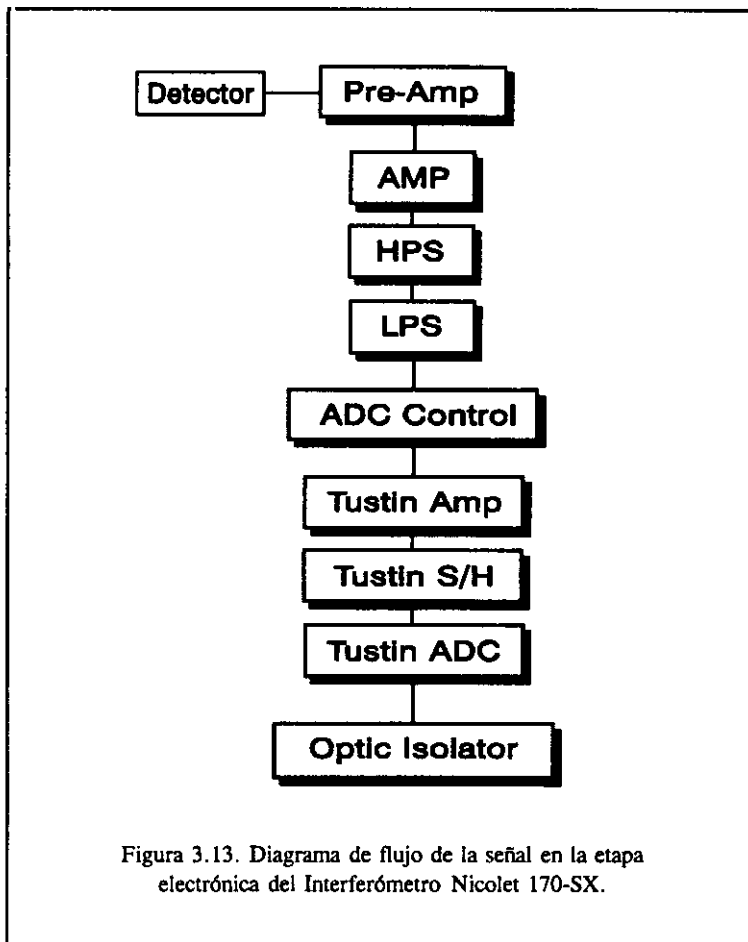 Detector
Pre-Amp
AMP
HPS
LPS
ADC Control
Tustin Amp
Tustin S/H
Tustin ADC
Optic Isolator
Figura 3.13. Diagrama de flujo de la señal en la etapa
electrónica del Interferómetro Nicolet 170-SX.